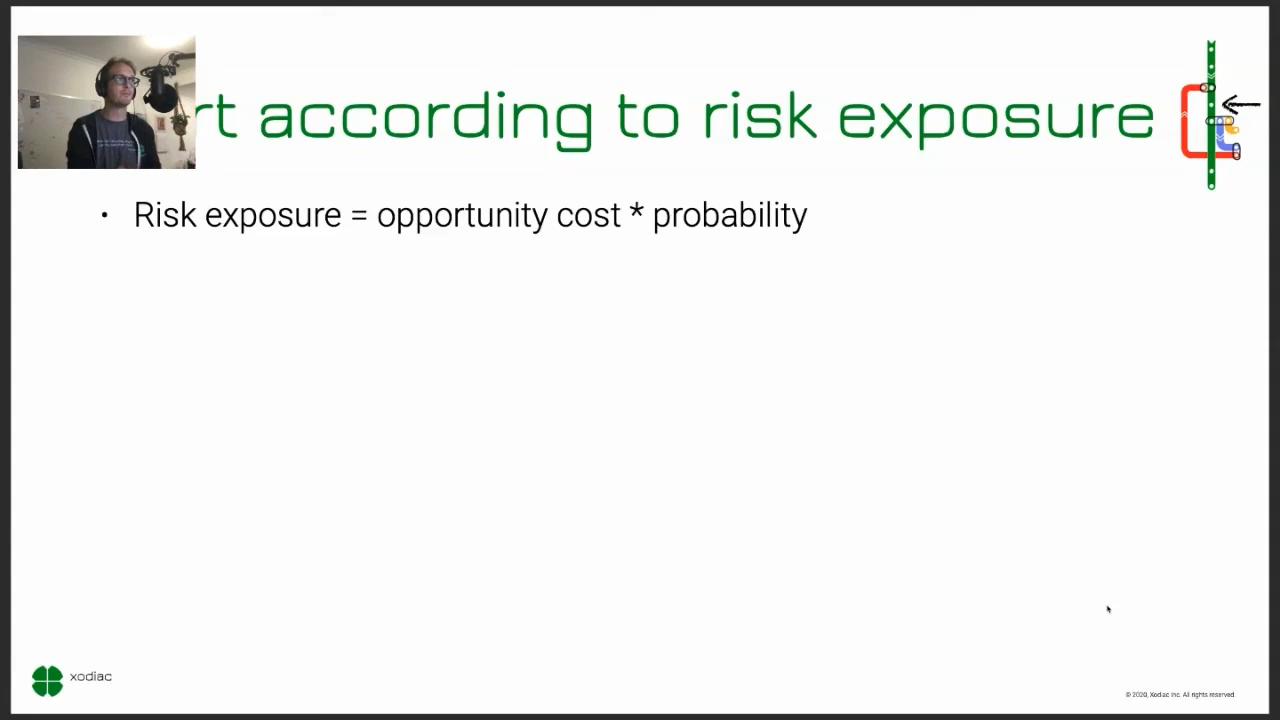 rt according to risk exposure
• Risk exposure = opportunity cost * probability
xodiac
© 2020, Xodiac Inc. All rights reserved